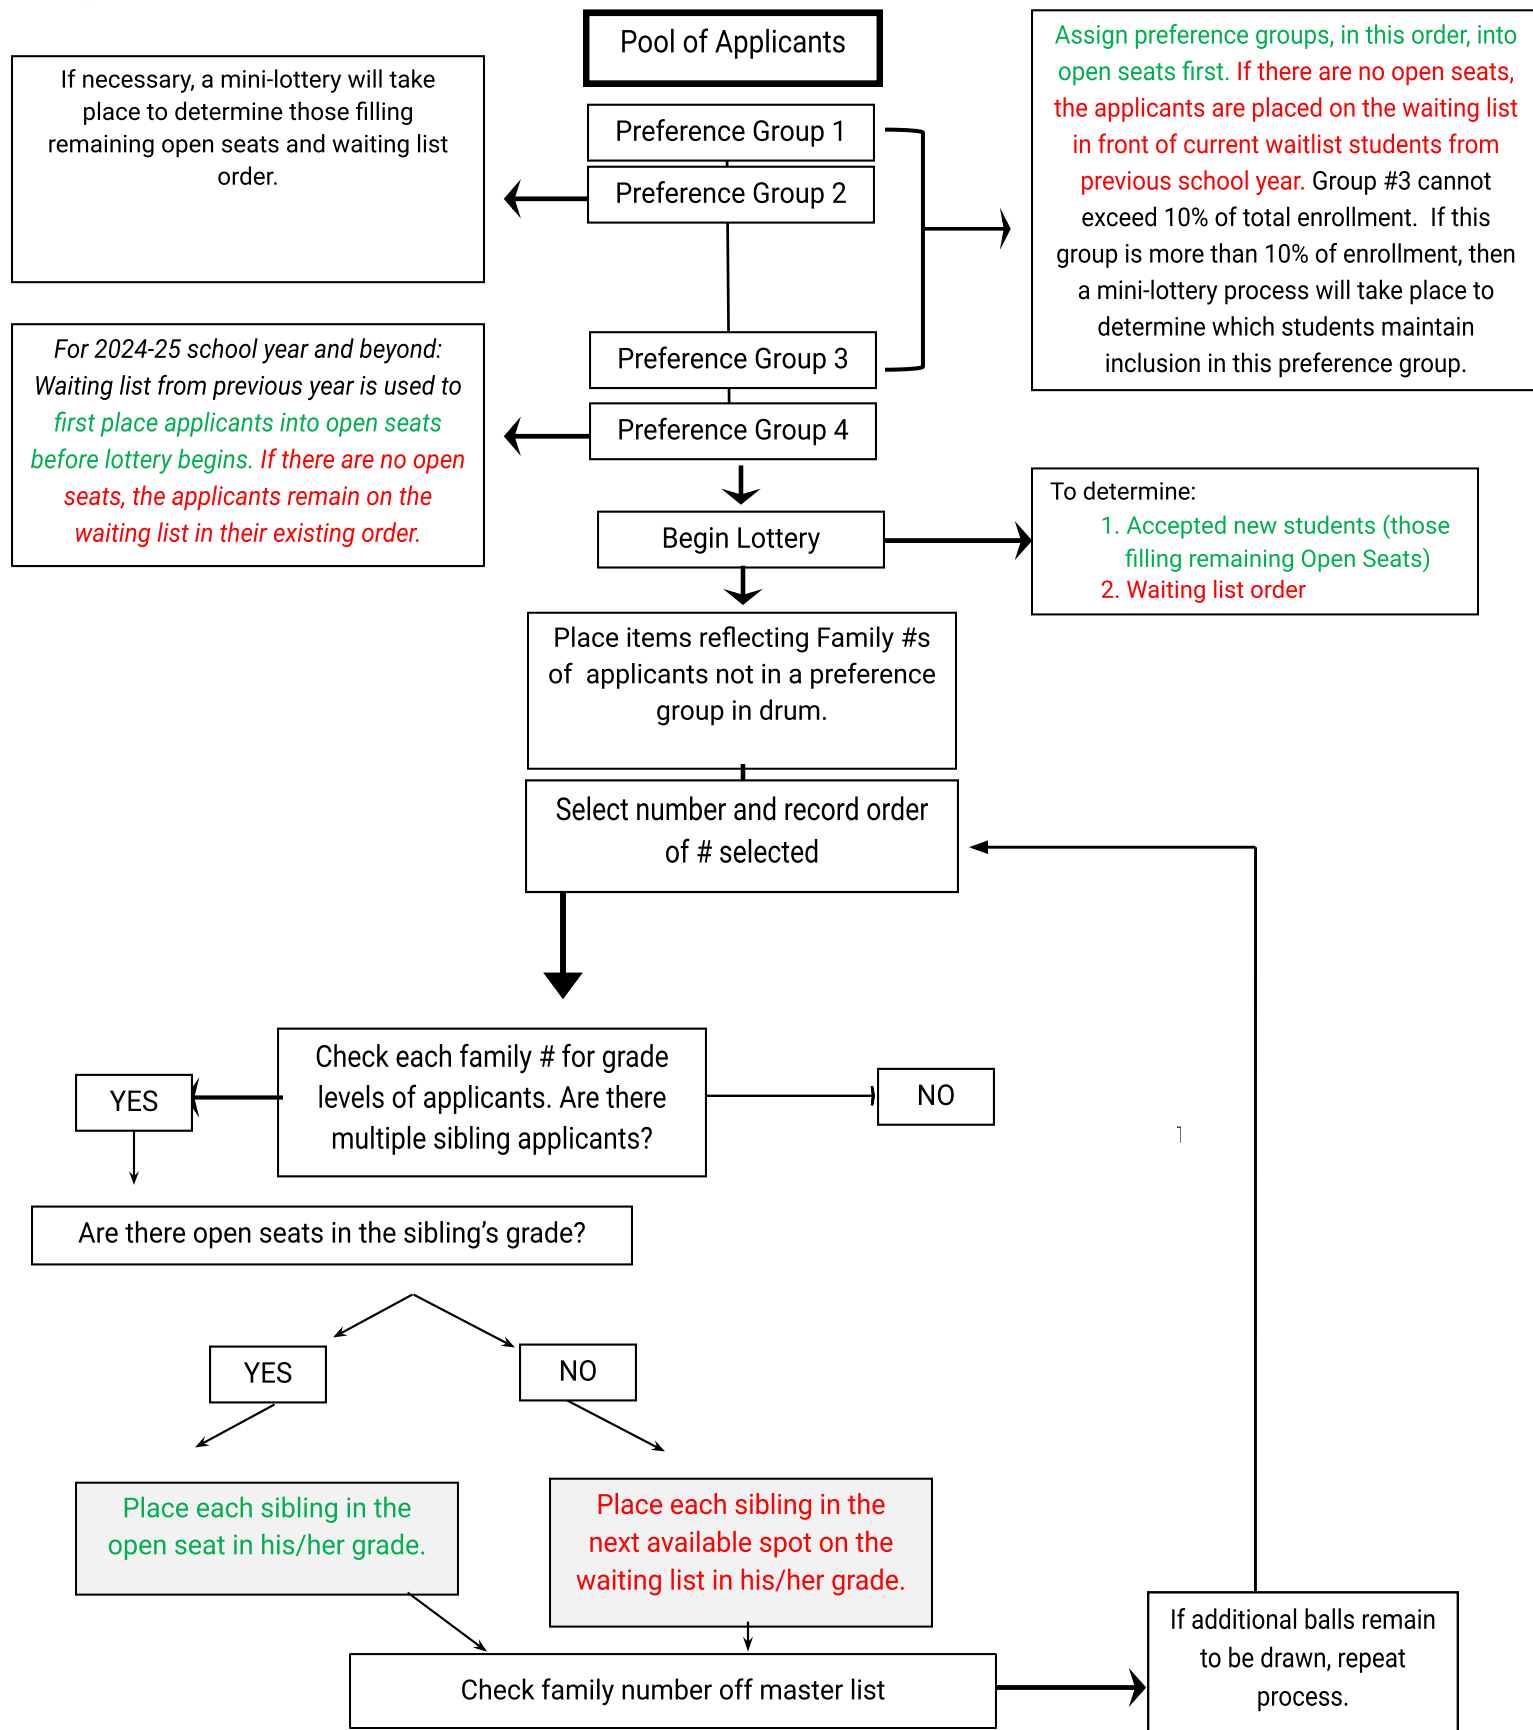 Pool of Applicants
If necessary, a mini-lottery will take
place to determine those filling
remaining open seats and waiting list
order.
Preference Group 1
Preference Group 2
Assign preference groups, in this order, into
open seats first. If there are no open seats,
the applicants are placed on the waiting list
in front of current waitlist students from
previous school year. Group #3 cannot
exceed 10% of total enrollment.  If this
group is more than 10% of enrollment, then
a mini-lottery process will take place to
determine which students maintain
inclusion in this preference group.
Preference Group 3
Preference Group 4
For 2024-25 school year and beyond:
Waiting list from previous year is used to
first place applicants into open seats
before lottery begins. If there are no open
seats, the applicants remain on the
waiting list in their existing order.
Begin Lottery
To determine:
1. Accepted new students (those
filling remaining Open Seats)
2. Waiting list order
Place items reflecting Family #s
of  applicants not in a preference
group in drum.
Select number and record order
of # selected
Check each family # for grade
levels of applicants. Are there
multiple sibling applicants?
YES
NO
Are there open seats in the sibling's grade?
YES
NO
Place each sibling in the
open seat in his/her grade.
Place each sibling in the
next available spot on the
waiting list in his/her grade.
Check family number off master list
If additional balls remain
to be drawn, repeat
process.